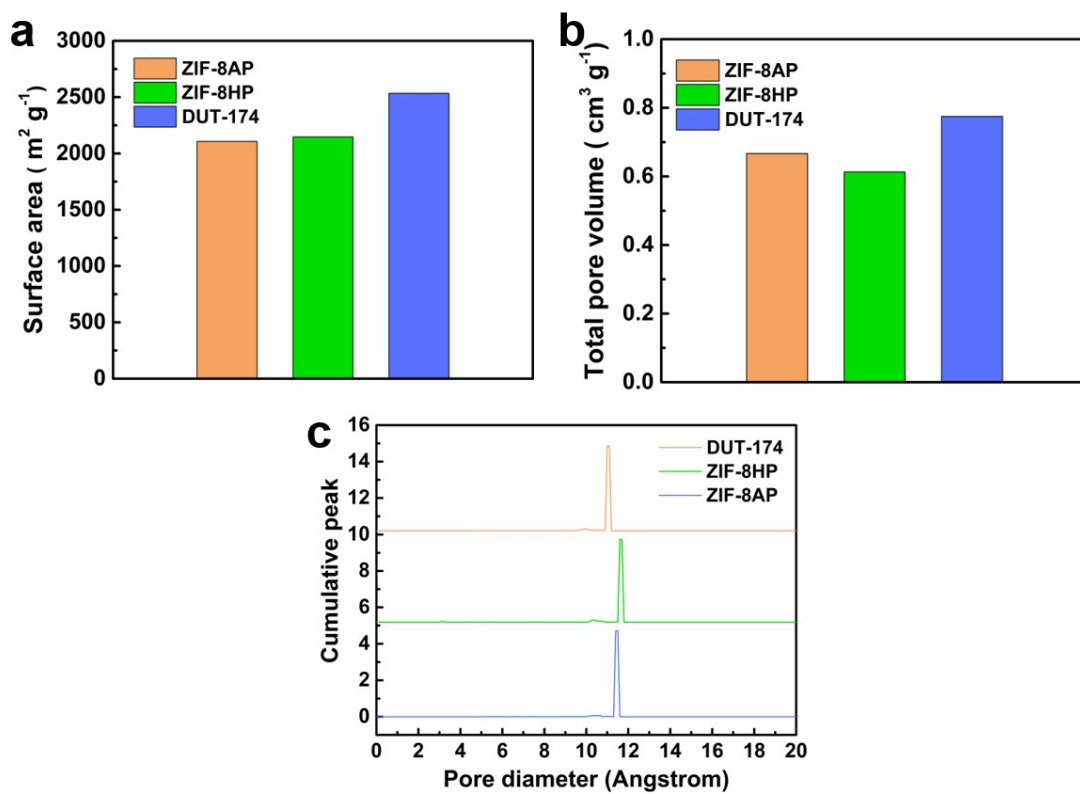 a
3000
2500
2000
1500
1000
500
0
Surface area ( m² g⁻¹)
ZIF-8AP
ZIF-8HP
DUT-174
b
1.0
0.8
0.6
0.4
0.2
0.0
Total pore volume ( cm³ g⁻¹)
ZIF-8AP
ZIF-8HP
DUT-174
c
16
14
12
10
8
6
4
2
0
Cumulative peak
DUT-174
ZIF-8HP
ZIF-8AP
0 2 4 6 8 10 12 14 16 18 20
Pore diameter (Angstrom)